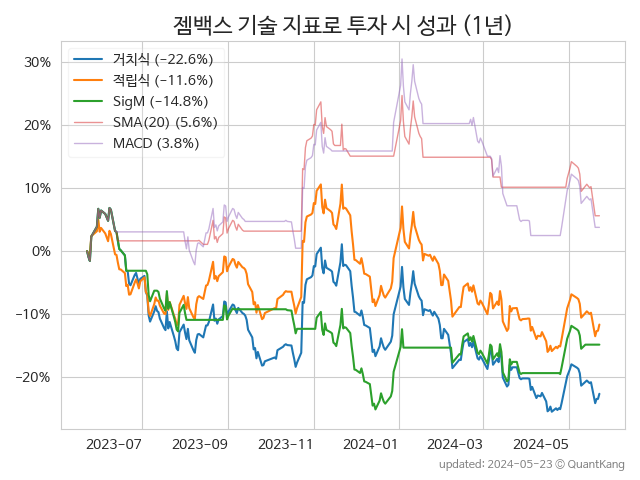 젬백스 기술 지표로 투자 시 성과 (1년)
30%
20%
10%
0%
−10%
−20%
거치식 (−22.6%)
적립식 (−11.6%)
SigM (−14.8%)
SMA(20) (5.6%)
MACD (3.8%)
2023-07 2023-09 2023-11 2024-01 2024-03 2024-05
updated: 2024-05-23 © QuantKang